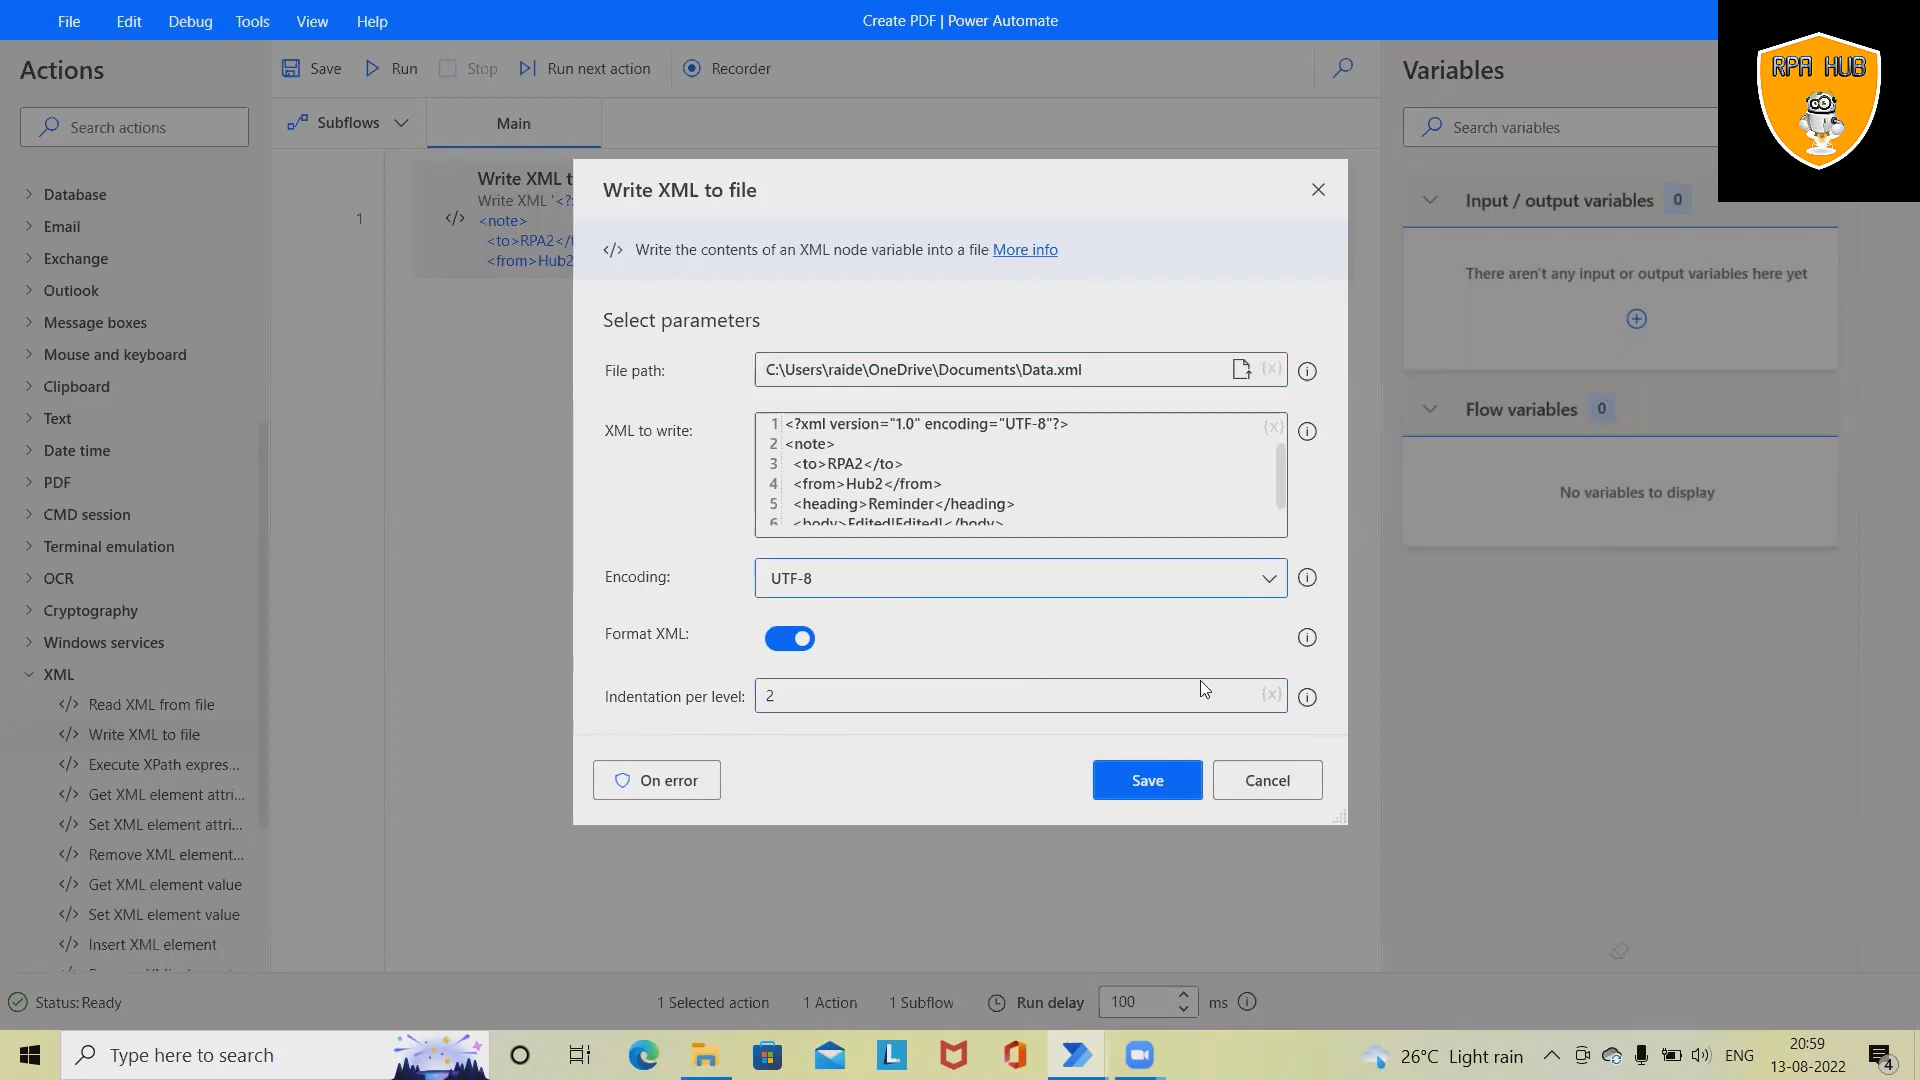 File Edit Debug Tools View Help
Create PDF | Power Automate
RPA HUB
Actions
Search actions
Database
Email
Exchange
Outlook
Message boxes
Mouse and keyboard
Clipboard
Text
Date time
PDF
CMD session
Terminal emulation
OCR
Cryptography
Windows services
XML
Read XML from file
Write XML to file
Execute XPath expres...
Get XML element attri...
Set XML element attri...
Remove XML element...
Get XML element value
Set XML element value
Insert XML element
Save Run Stop Run next action Recorder
Subflows
Main
1
Write XML t
Write XML '<?
<note>
<to>RPA2</t
<from>Hub2
Write XML to file
Write the contents of an XML node variable into a file More info
Select parameters
File path:
C:\Users\raide\OneDrive\Documents\Data.xml
{x}
XML to write:
1 <?xml version="1.0" encoding="UTF-8"?>
2 <note>
3 <to>RPA2</to>
4 <from>Hub2</from>
5 <heading>Reminder</heading>
6 <body>Edited!Edited!</body>
{x}
Encoding:
UTF-8
Format XML:
Indentation per level:
2
{x}
On error
Save
Cancel
Variables
Search variables
Input / output variables 0
There aren't any input or output variables here yet
Flow variables 0
No variables to display
Status: Ready
1 Selected action
1 Action
1 Subflow
Run delay
100
ms
Type here to search
L
26°C Light rain
ENG
20:59
13-08-2022
4